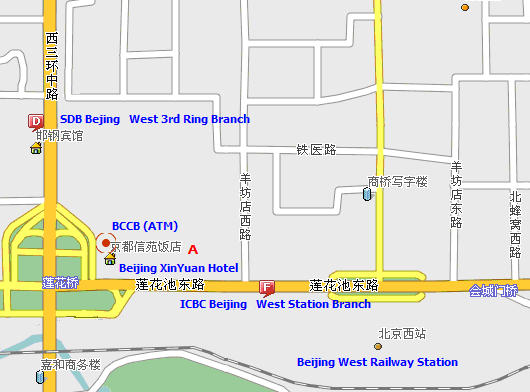 西三环中路
D
SDB Bejing West 3rd Ring Branch
邯钢宾馆
铁医路
羊坊店西路
商桥写字楼
羊坊店东路
北蜂窝西路
BCCB (ATM)
京都信苑饭店
A
Beijing XinYuan Hotel
莲花桥
莲花池东路
F
莲花池东路
会城门桥
ICBC Beijing West Station Branch
北京西站
Beijing West Railway Station
嘉和商务楼